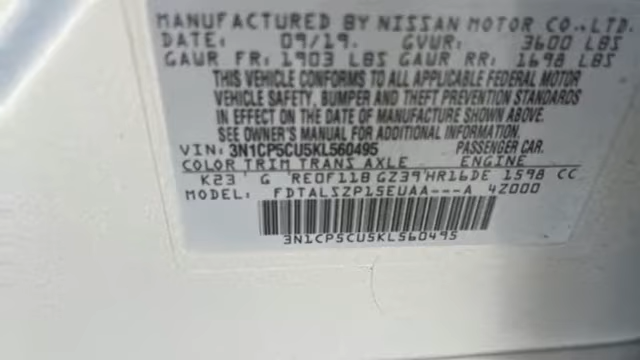 MANUFACTURED BY NISSAN MOTOR CO., LTD.
DATE: 09/19. GVWR: 3600 LBS
GAWR FR: 1903 LBS GAWR RR: 1698 LBS
THIS VEHICLE CONFORMS TO ALL APPLICABLE FEDERAL MOTOR
VEHICLE SAFETY, BUMPER AND THEFT PREVENTION STANDARDS
IN EFFECT ON THE DATE OF MANUFACTURE SHOWN ABOVE.
SEE OWNER'S MANUAL FOR ADDITIONAL INFORMATION.
VIN: 3N1CP5CU5KL560495 PASSENGER CAR.
COLOR TRIM TRANS AXLE ENGINE
K23 G RE0F11B GZ39 HR16DE 1598 CC
MODEL: FDTALSZP15EUAA---A 4Z000
3N1CP5CU5KL560495